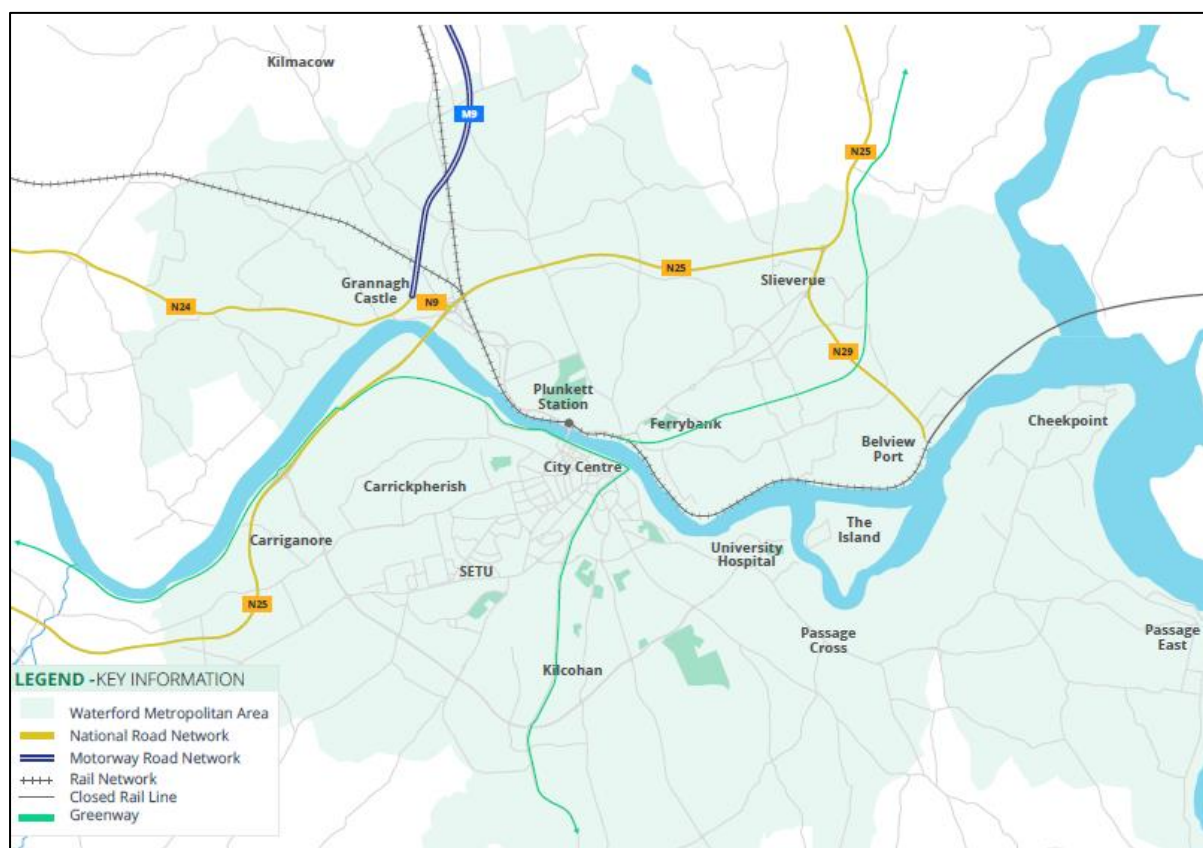 Kilmacow
M9
N25
Grannagh
Castle
N9
N25
Slieverue
N24
N29
Plunkett
Station
Ferrybank
Cheekpoint
Belview
Port
City Centre
Carrickpherish
The
Island
Carriganore
University
Hospital
SETU
N25
Passage
Cross
Passage
East
Kilcohan
LEGEND -KEY INFORMATION
Waterford Metropolitan Area
National Road Network
Motorway Road Network
Rail Network
Closed Rail Line
Greenway